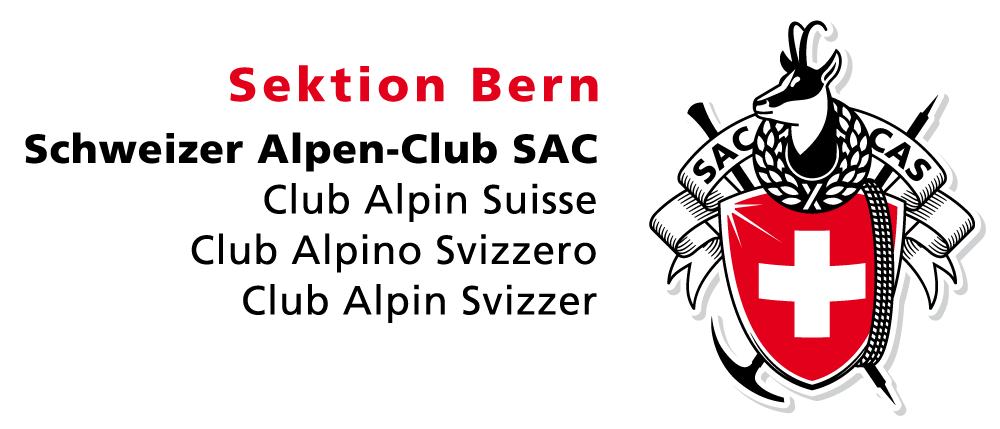 Sektion Bern
Schweizer Alpen-Club SAC
Club Alpin Suisse
Club Alpino Svizzero
Club Alpin Svizzer
SAC CAS